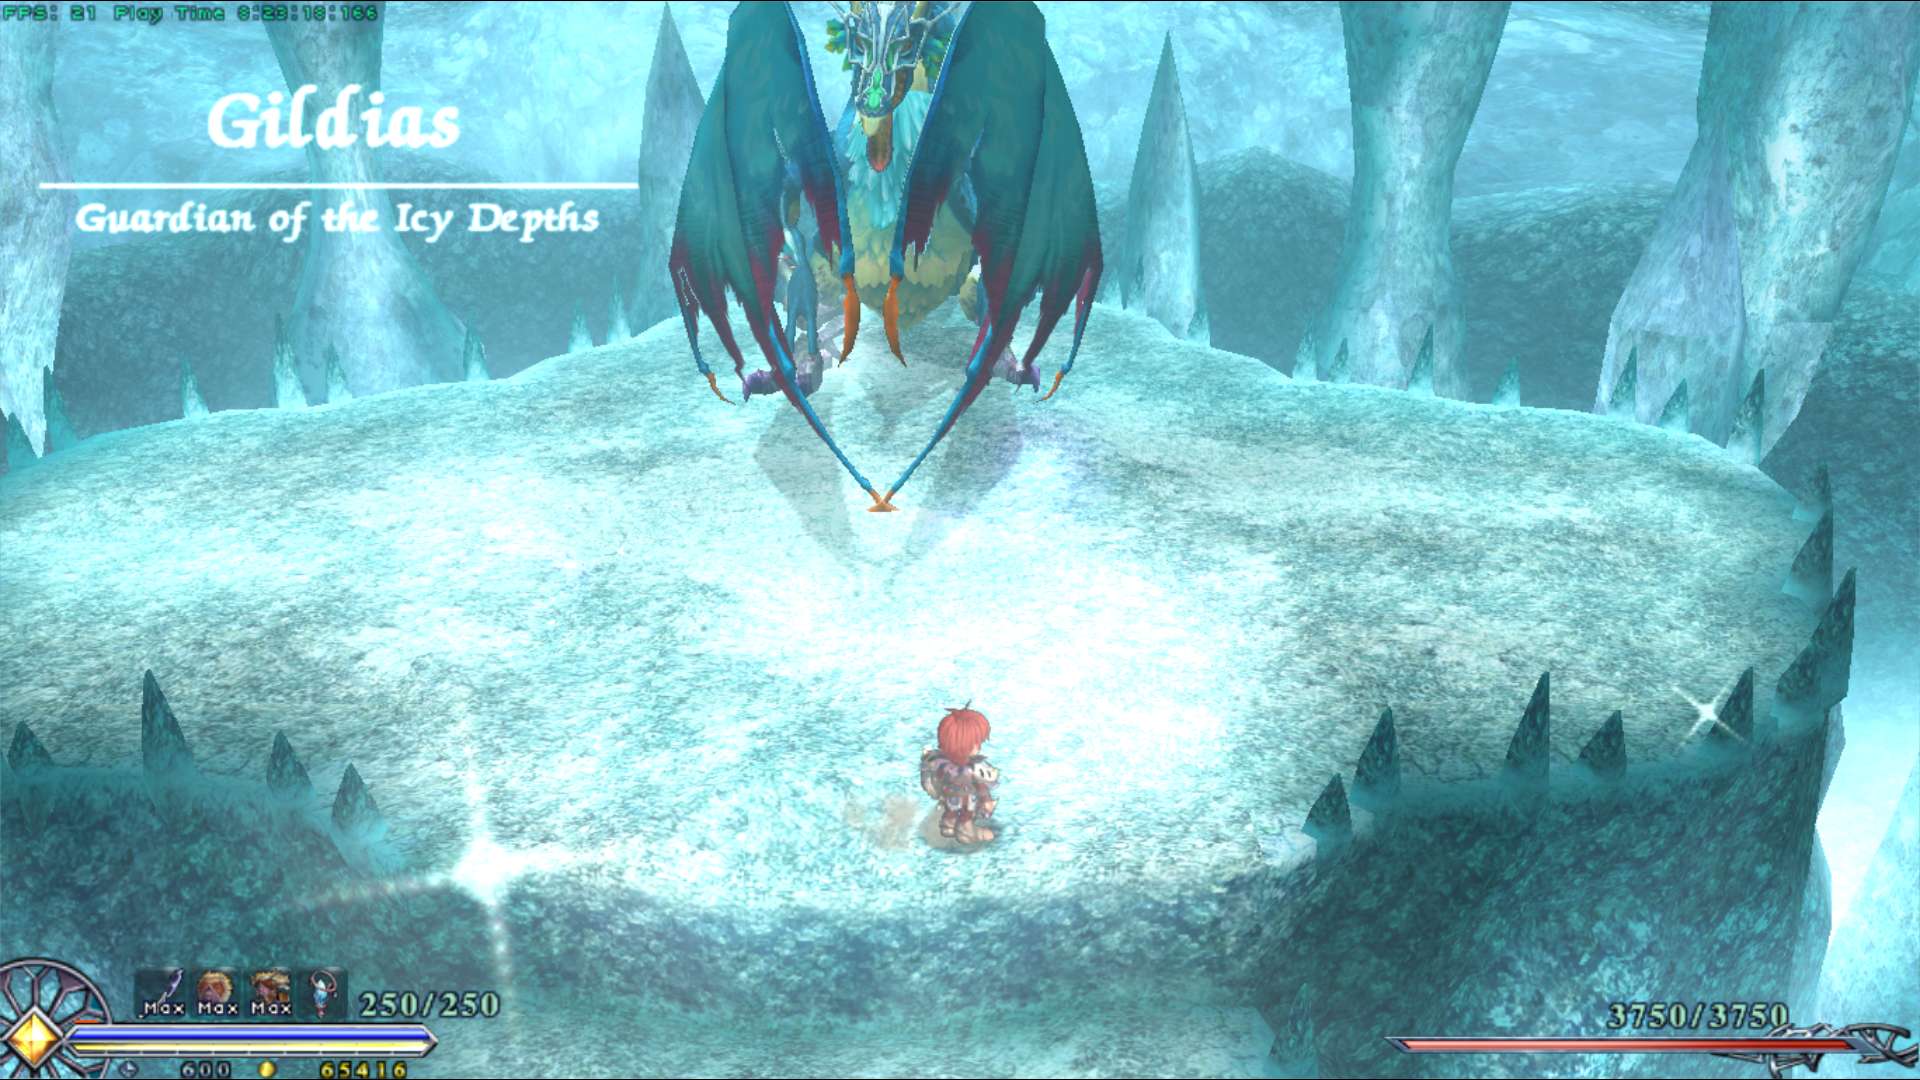 FPS: 21 Play Time 0:23:18:166
Gildias
Guardian of the Icy Depths
Max Max Max
250/250
600 65416
3750/3750